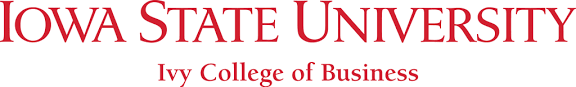 IOWA STATE UNIVERSITY
Ivy College of Business